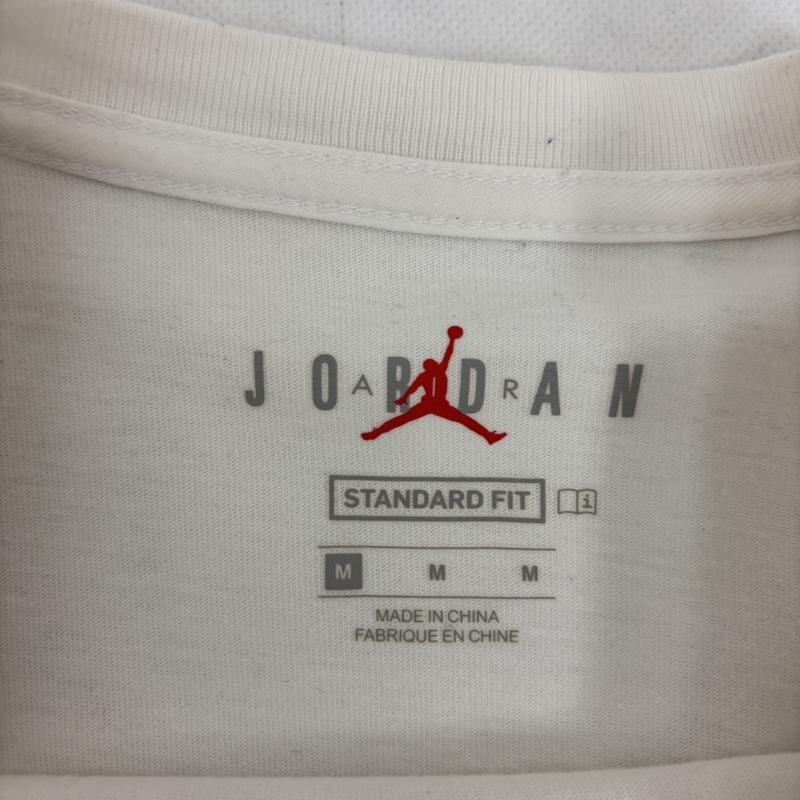 JORDAN
AIR
STANDARD FIT
M M M
MADE IN CHINA
FABRIQUE EN CHINE